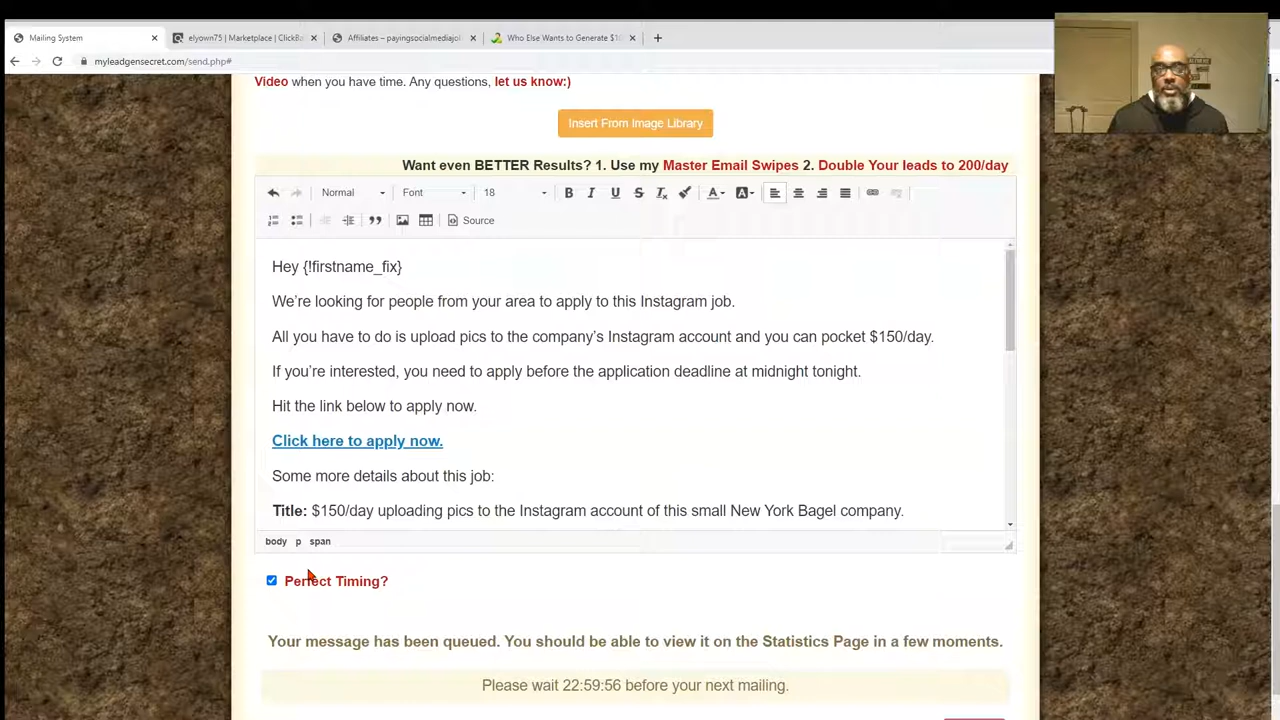 Mailing System
elyown75 | Marketplace | ClickBa
Affiliates – payingsocialmediajo
Who Else Wants to Generate $1
myleadgensecret.com/send.php#
Video when you have time. Any questions, let us know:)
Insert From Image Library
Want even BETTER Results? 1. Use my Master Email Swipes 2. Double Your leads to 200/day
Normal Font 18 B I U S Tx A A
Source
Hey {!firstname_fix}
We're looking for people from your area to apply to this Instagram job.
All you have to do is upload pics to the company's Instagram account and you can pocket $150/day.
If you're interested, you need to apply before the application deadline at midnight tonight.
Hit the link below to apply now.
Click here to apply now.
Some more details about this job:
Title: $150/day uploading pics to the Instagram account of this small New York Bagel company.
body p span
Perfect Timing?
Your message has been queued. You should be able to view it on the Statistics Page in a few moments.
Please wait 22:59:56 before your next mailing.